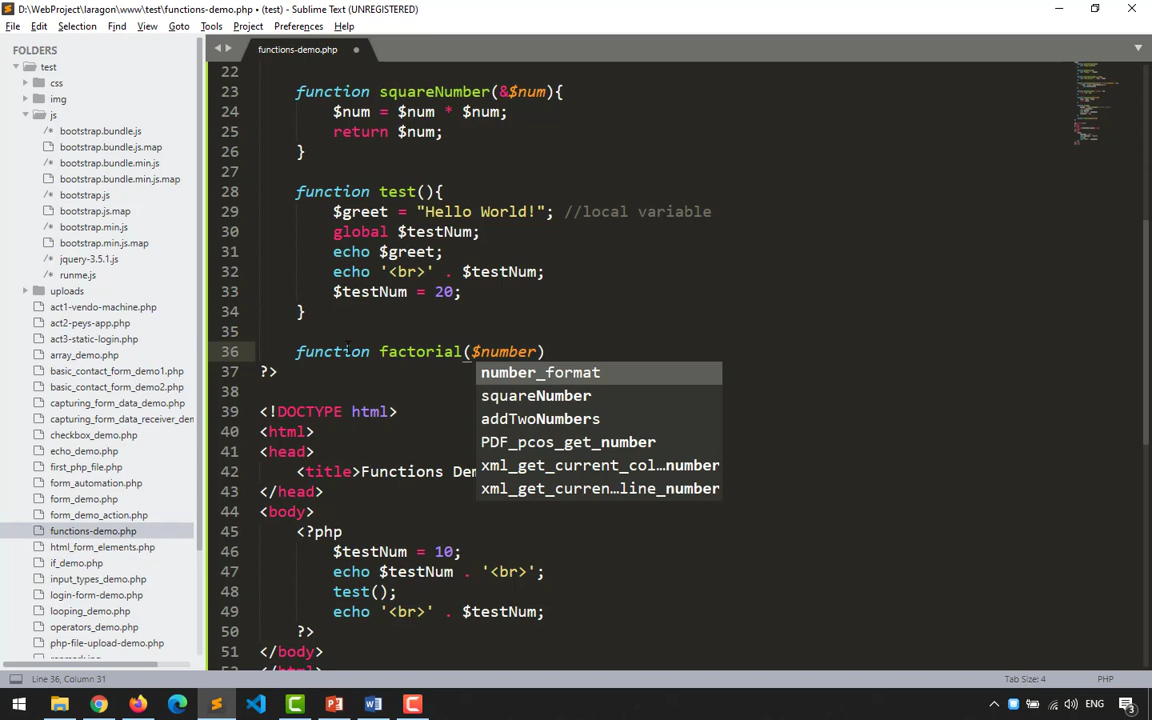 D:\WebProject\laragon\www\test\functions-demo.php • (test) - Sublime Text (UNREGISTERED)
File Edit Selection Find View Goto Tools Project Preferences Help
FOLDERS
test
css
img
js
/* bootstrap.bundle.js
bootstrap.bundle.js.map
/* bootstrap.bundle.min.js
bootstrap.bundle.min.js.map
/* bootstrap.js
bootstrap.js.map
/* bootstrap.min.js
bootstrap.min.js.map
/* jquery-3.5.1.js
/* runme.js
uploads
act1-vendo-machine.php
act2-peys-app.php
act3-static-login.php
array_demo.php
basic_contact_form_demo1.php
basic_contact_form_demo2.php
capturing_form_data_demo.php
capturing_form_data_receiver_dem
checkbox_demo.php
echo_demo.php
first_php_file.php
form_automation.php
form_demo.php
form_demo_action.php
functions-demo.php
html_form_elements.php
if_demo.php
input_types_demo.php
login-form-demo.php
looping_demo.php
operators_demo.php
php-file-upload-demo.php
functions-demo.php
22
23 function squareNumber(&$num){
24 $num = $num * $num;
25 return $num;
26 }
27
28 function test(){
29 $greet = "Hello World!"; //local variable
30 global $testNum;
31 echo $greet;
32 echo '<br>' . $testNum;
33 $testNum = 20;
34 }
35
36 function factorial($number)
37 ?>
38
39 <!DOCTYPE html>
40 <html>
41 <head>
42 <title>Functions Dem
43 </head>
44 <body>
45 <?php
46 $testNum = 10;
47 echo $testNum . '<br>';
48 test();
49 echo '<br>' . $testNum;
50 ?>
51 </body>
52 </html>
number_format
squareNumber
addTwoNumbers
PDF_pcos_get_number
xml_get_current_col…number
xml_get_curren…line_number
Line 36, Column 31
Tab Size: 4
PHP
ENG
3